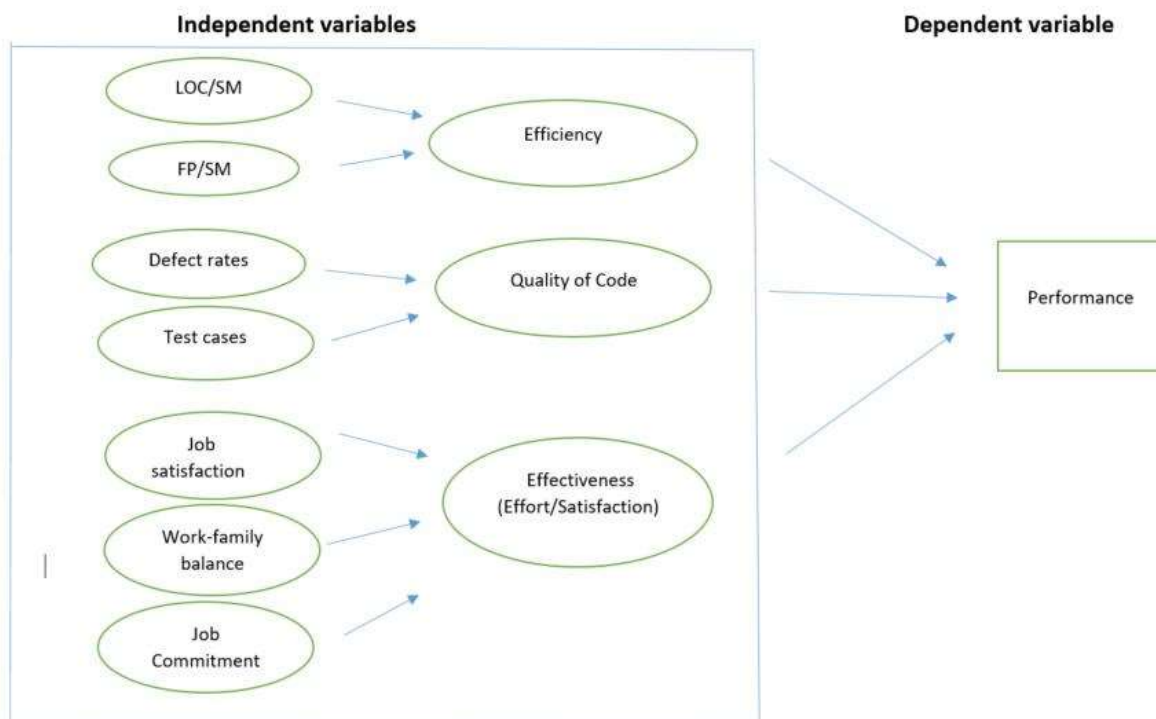 Independent variables
Dependent variable
LOC/SM
FP/SM
Efficiency
Defect rates
Test cases
Quality of Code
Job
satisfaction
Work-family
balance
Job
Commitment
Effectiveness
(Effort/Satisfaction)
Performance